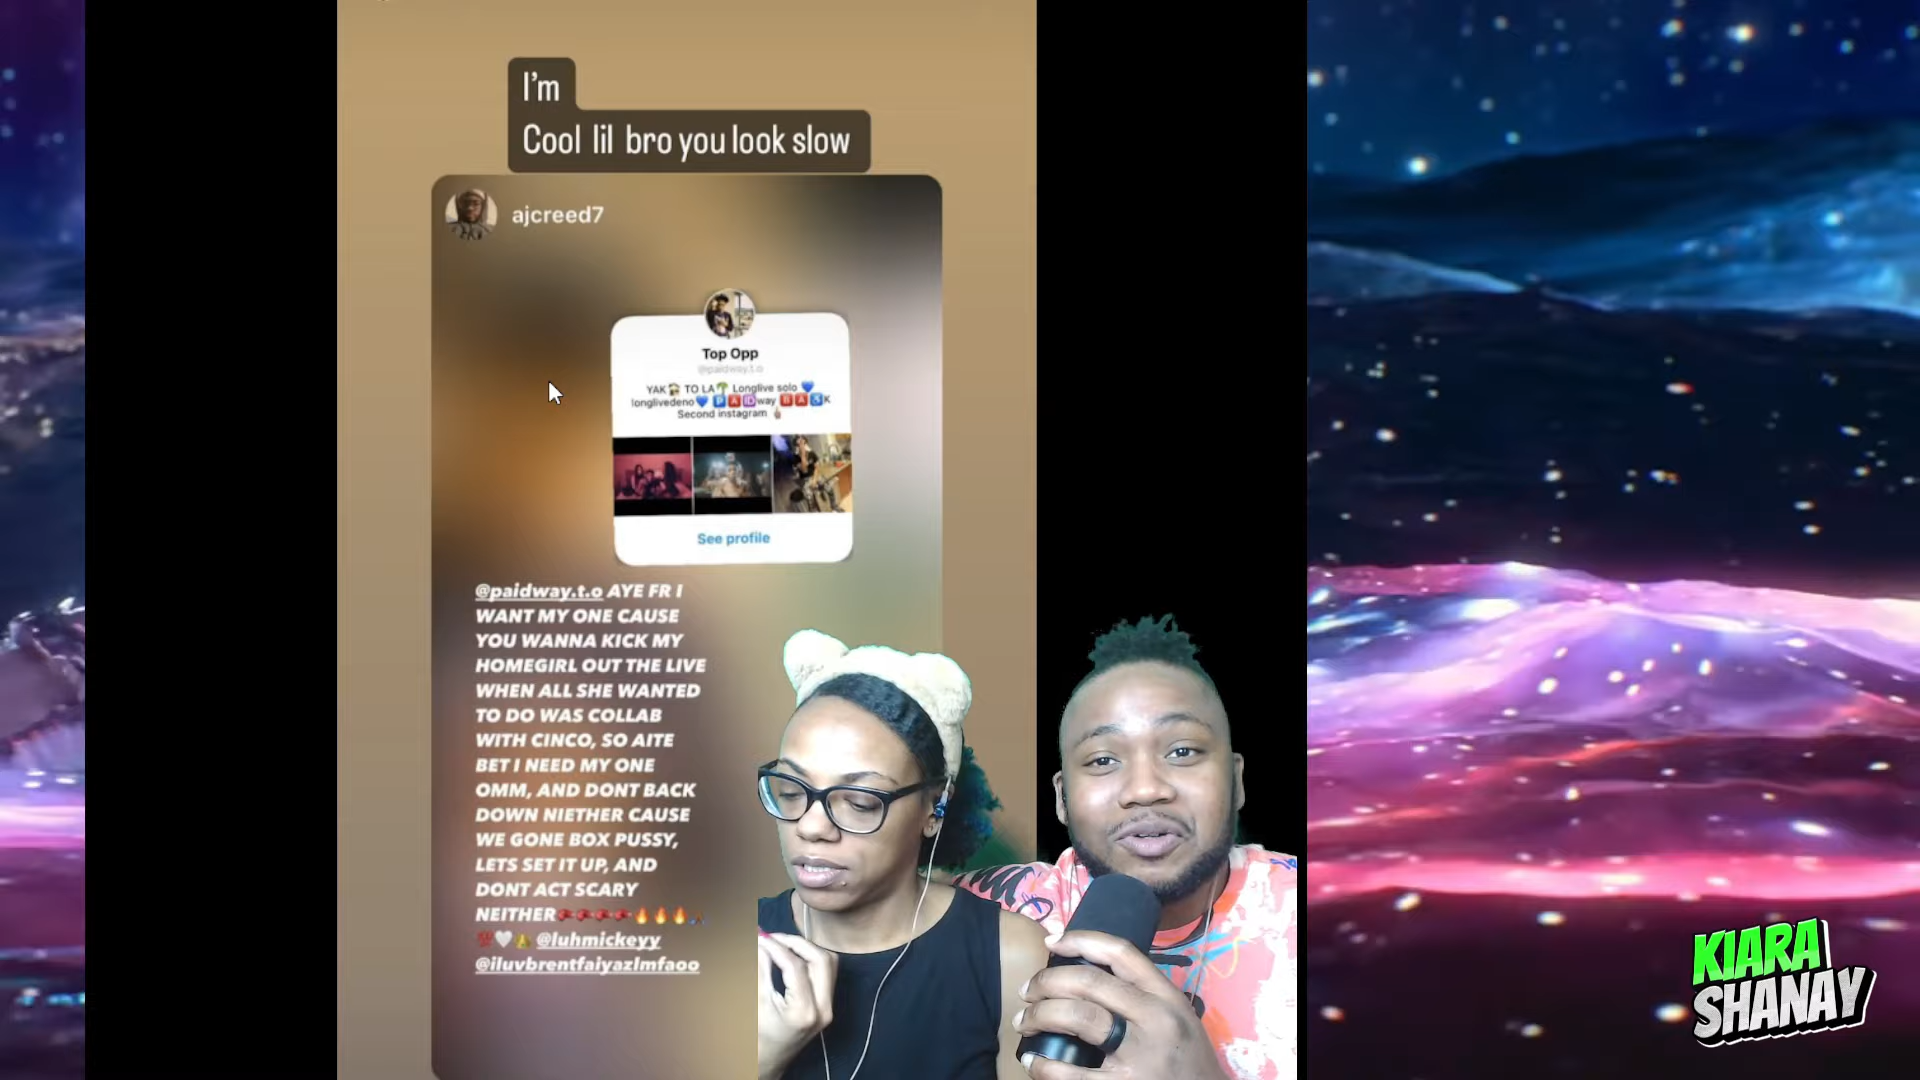 I'm
Cool lil bro you look slow
ajcreed7
Top Opp
@paidway.t.o
YAK TO LA🌴 Longlive solo 💙
longlivedeno💙 🅿️🅰️🆔way 🅱️🅰️♿K
Second instagram
See profile
@paidway.t.o AYE FR I
WANT MY ONE CAUSE
YOU WANNA KICK MY
HOMEGIRL OUT THE LIVE
WHEN ALL SHE WANTED
TO DO WAS COLLAB
WITH CINCO, SO AITE
BET I NEED MY ONE
OMM, AND DONT BACK
DOWN NIETHER CAUSE
WE GONE BOX PUSSY,
LETS SET IT UP, AND
DONT ACT SCARY
NEITHER🥊🥊🥊🥊🔥🔥🔥
💯🤍 @luhmickeyy
@iluvbrentfaiyazlmfaoo
KIARA
SHANAY